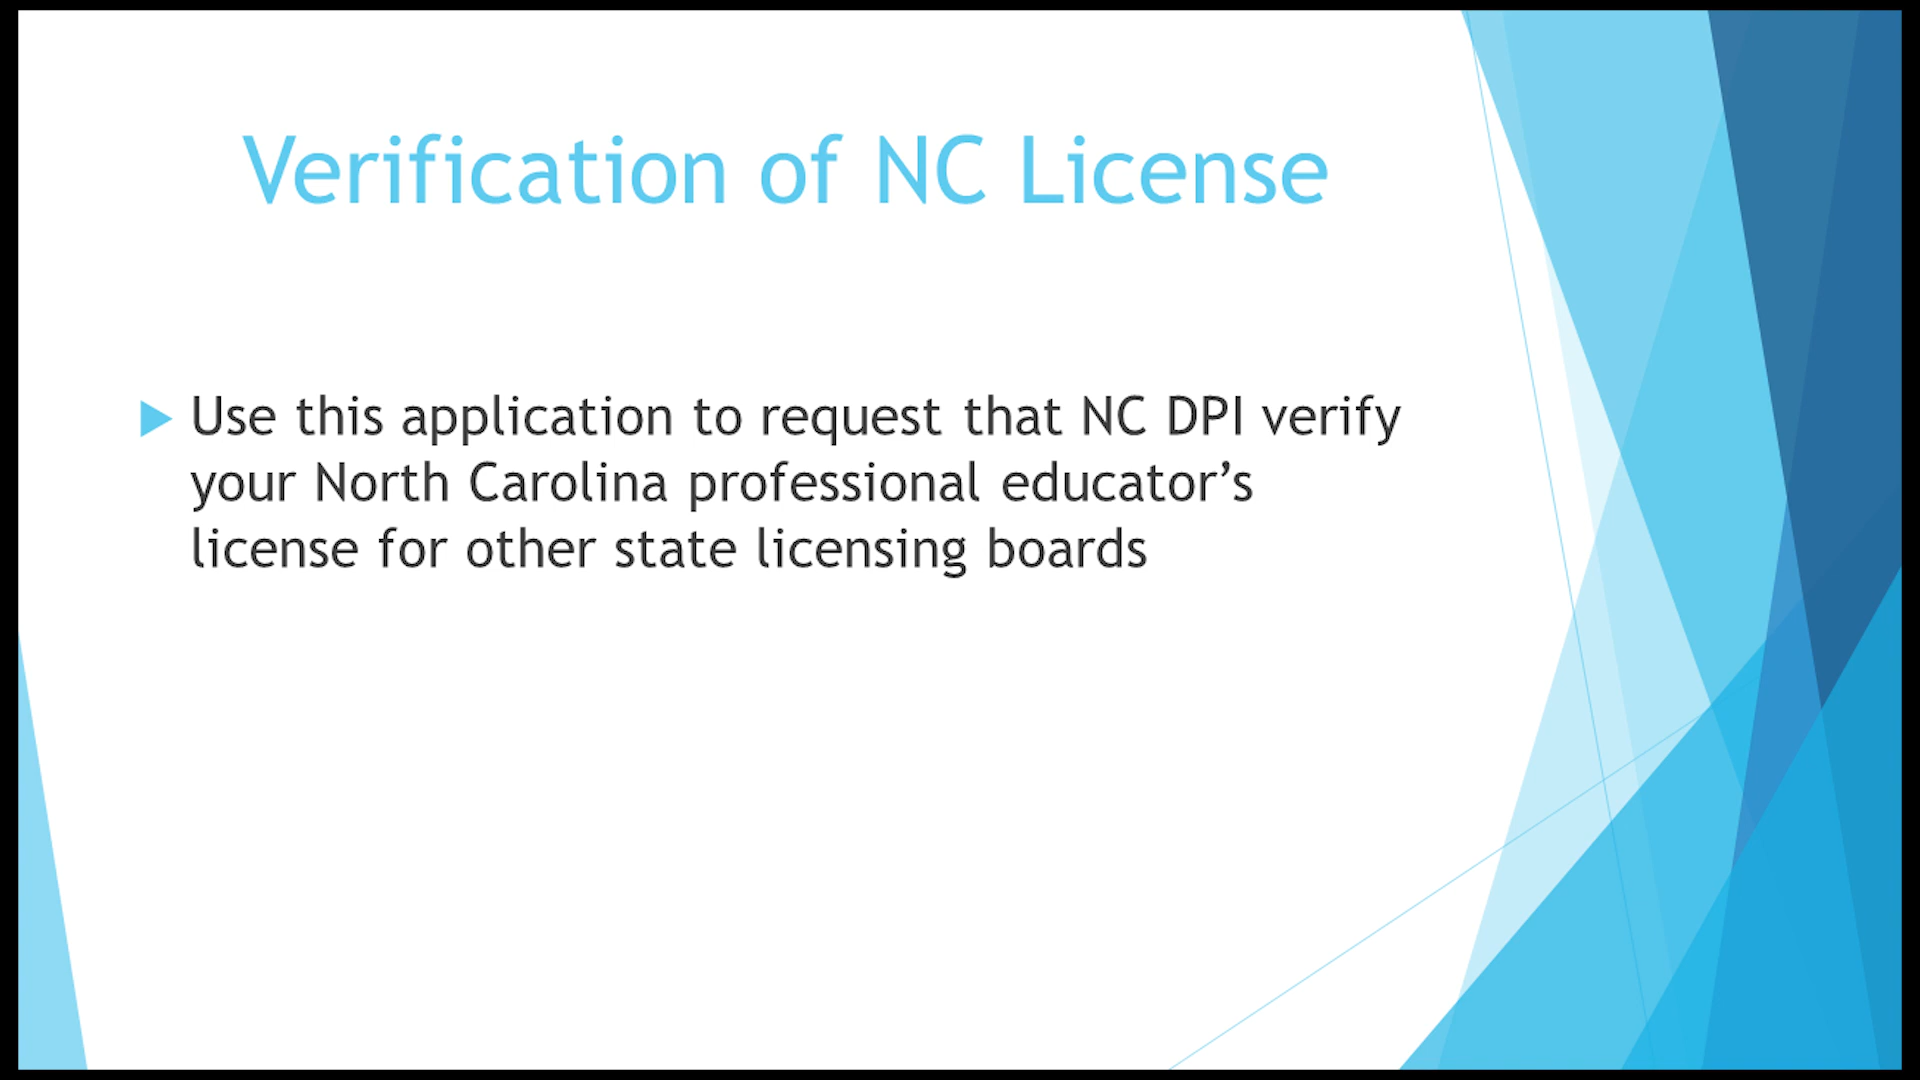 Verification of NC License
Use this application to request that NC DPI verify
your North Carolina professional educator’s
license for other state licensing boards